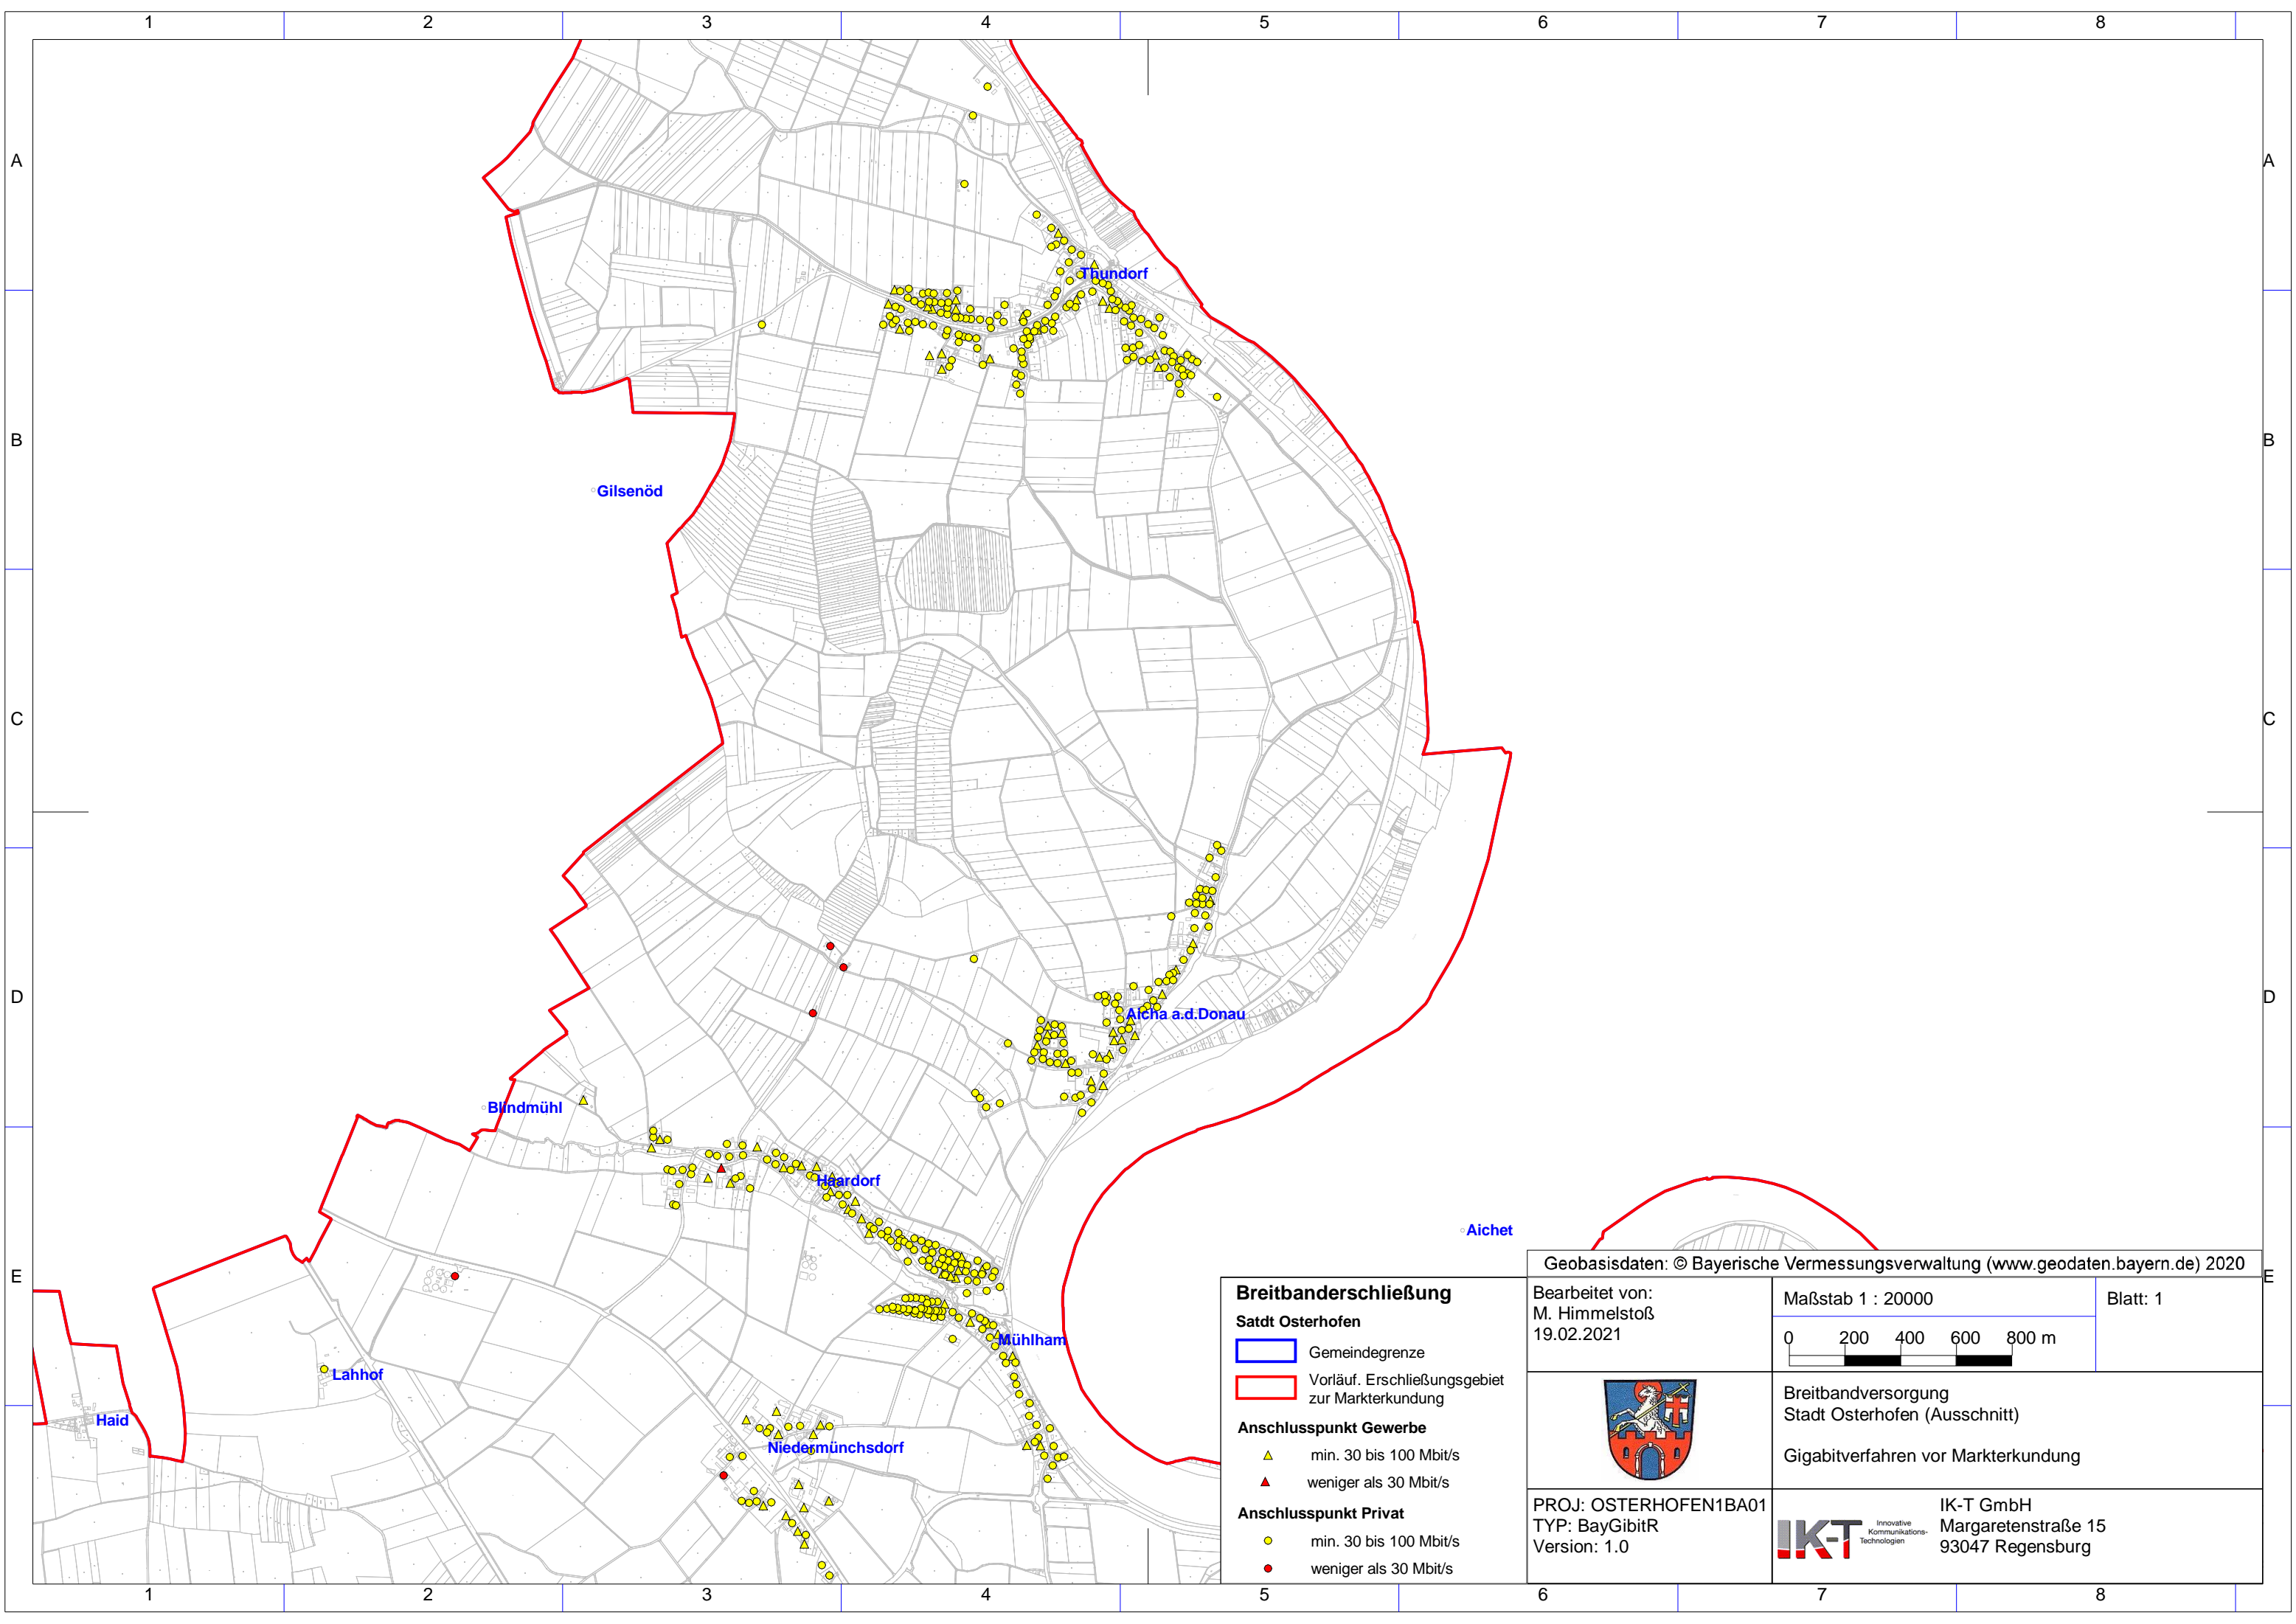 1 2 3 4 5 6 7 8
A A
Thundorf
B B
Gilsenöd
C C
D D
Aicha a.d.Donau
Blindmühl
Haardorf
Aichet
E E
Mühlham
Lahhof
Haid
Niedermünchsdorf
Breitbanderschließung
Satdt Osterhofen
Gemeindegrenze
Vorläuf. Erschließungsgebiet
zur Markterkundung
Anschlusspunkt Gewerbe
min. 30 bis 100 Mbit/s
weniger als 30 Mbit/s
Anschlusspunkt Privat
min. 30 bis 100 Mbit/s
weniger als 30 Mbit/s
Geobasisdaten: © Bayerische Vermessungsverwaltung (www.geodaten.bayern.de) 2020
Bearbeitet von:
M. Himmelstoß
19.02.2021
Maßstab 1 : 20000
0 200 400 600 800 m
Blatt: 1
Breitbandversorgung
Stadt Osterhofen (Ausschnitt)
Gigabitverfahren vor Markterkundung
PROJ: OSTERHOFEN1BA01
TYP: BayGibitR
Version: 1.0
IK-T
Innovative
Kommunikations-
Technologien
IK-T GmbH
Margaretenstraße 15
93047 Regensburg
1 2 3 4 5 6 7 8